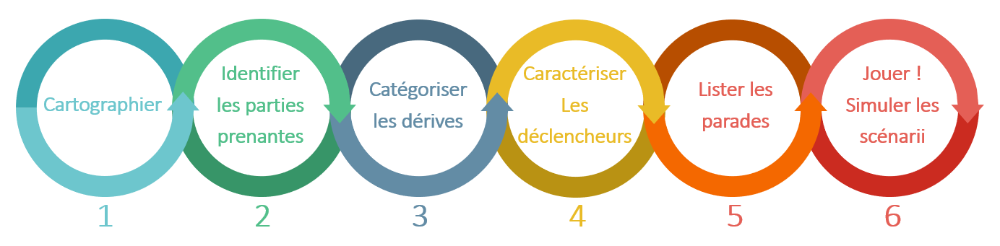 Cartographier
1
Identifier
les parties
prenantes
2
Catégoriser
les dérives
3
Caractériser
Les
déclencheurs
4
Lister les
parades
5
Jouer !
Simuler les
scénarii
6